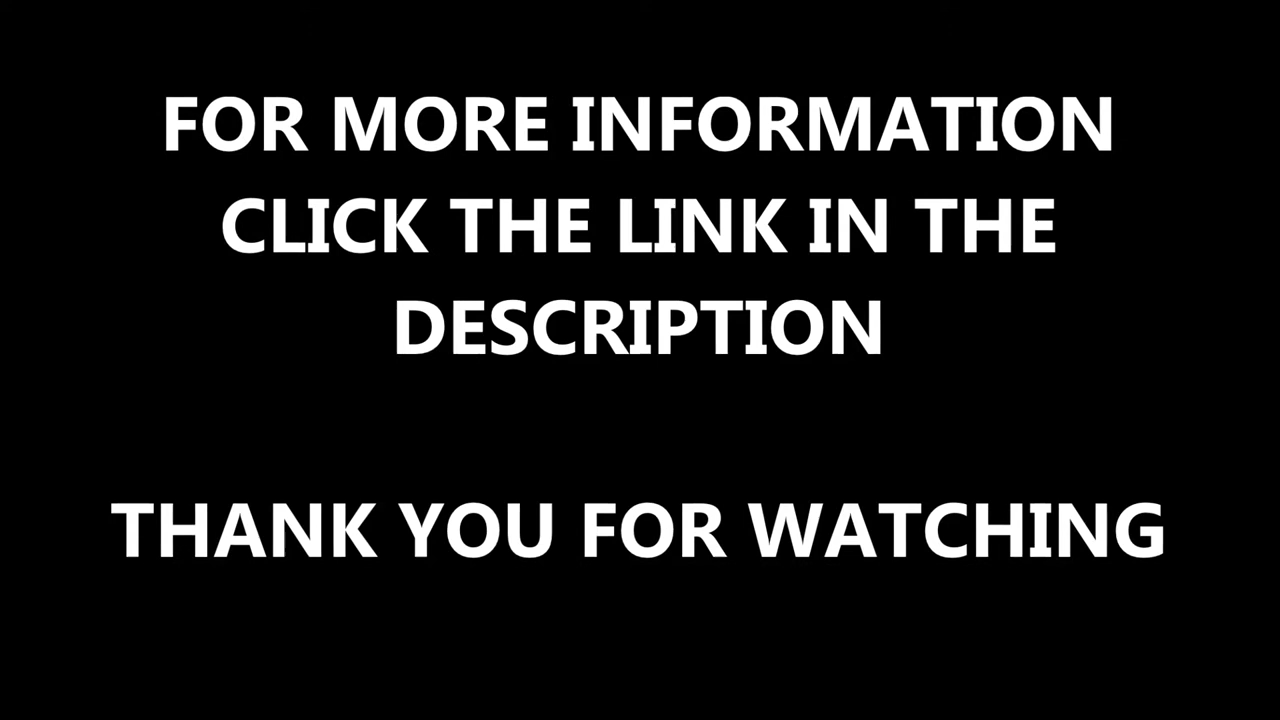 FOR MORE INFORMATION
CLICK THE LINK IN THE
DESCRIPTION
THANK YOU FOR WATCHING